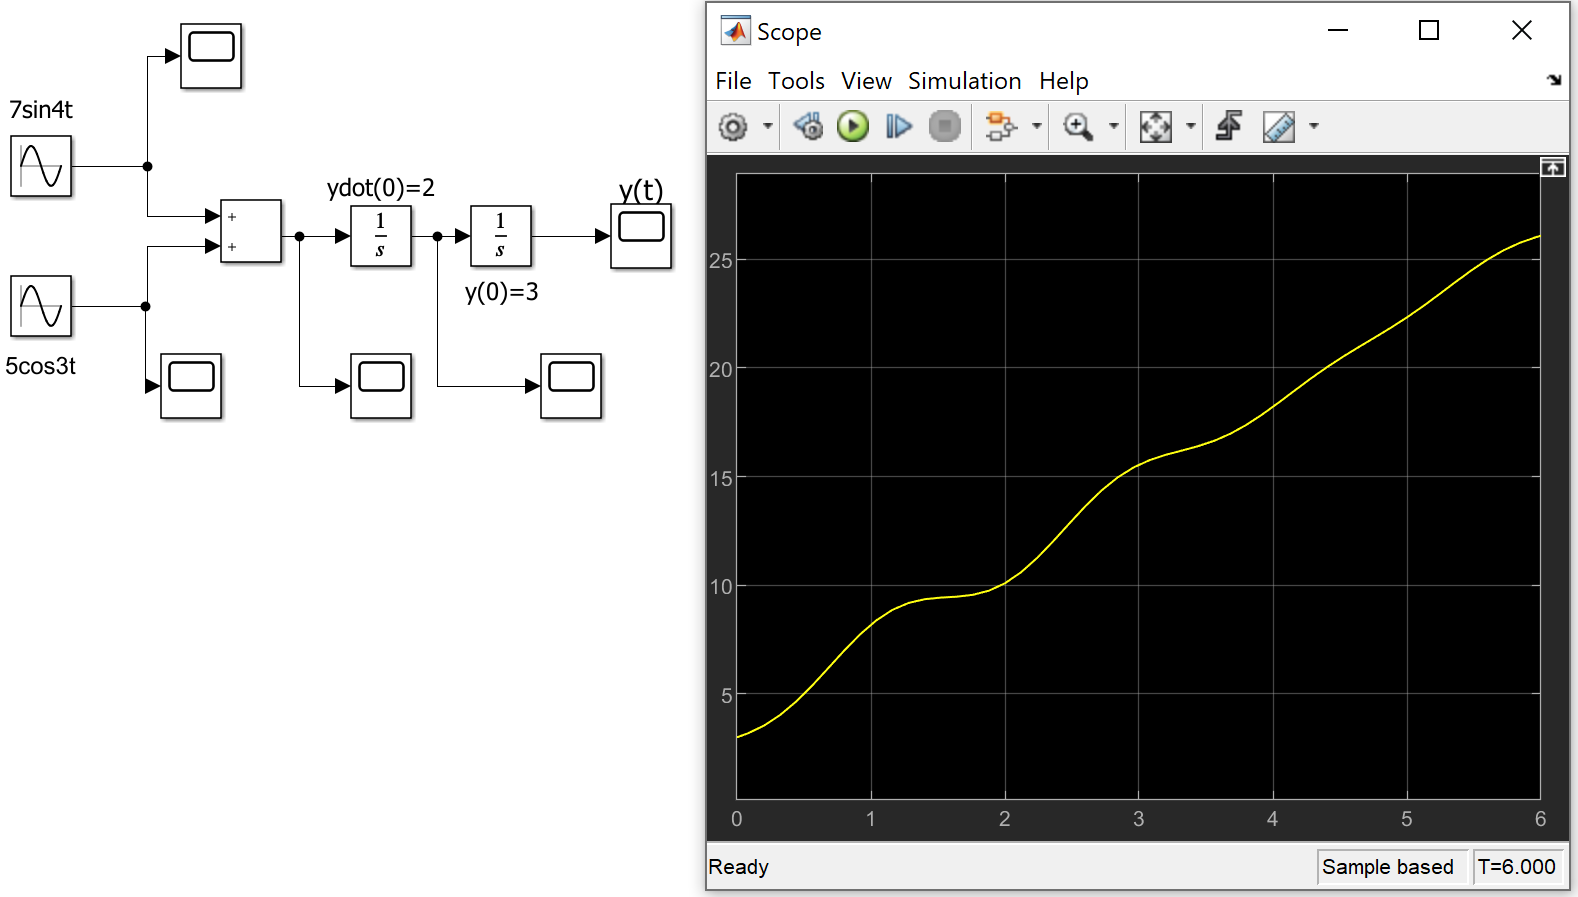 7sin4t
+
+
5cos3t
ydot(0)=2
1
s
1
s
y(0)=3
y(t)
Scope
File Tools View Simulation Help
25
20
15
10
5
0 1 2 3 4 5 6
Ready Sample based T=6.000